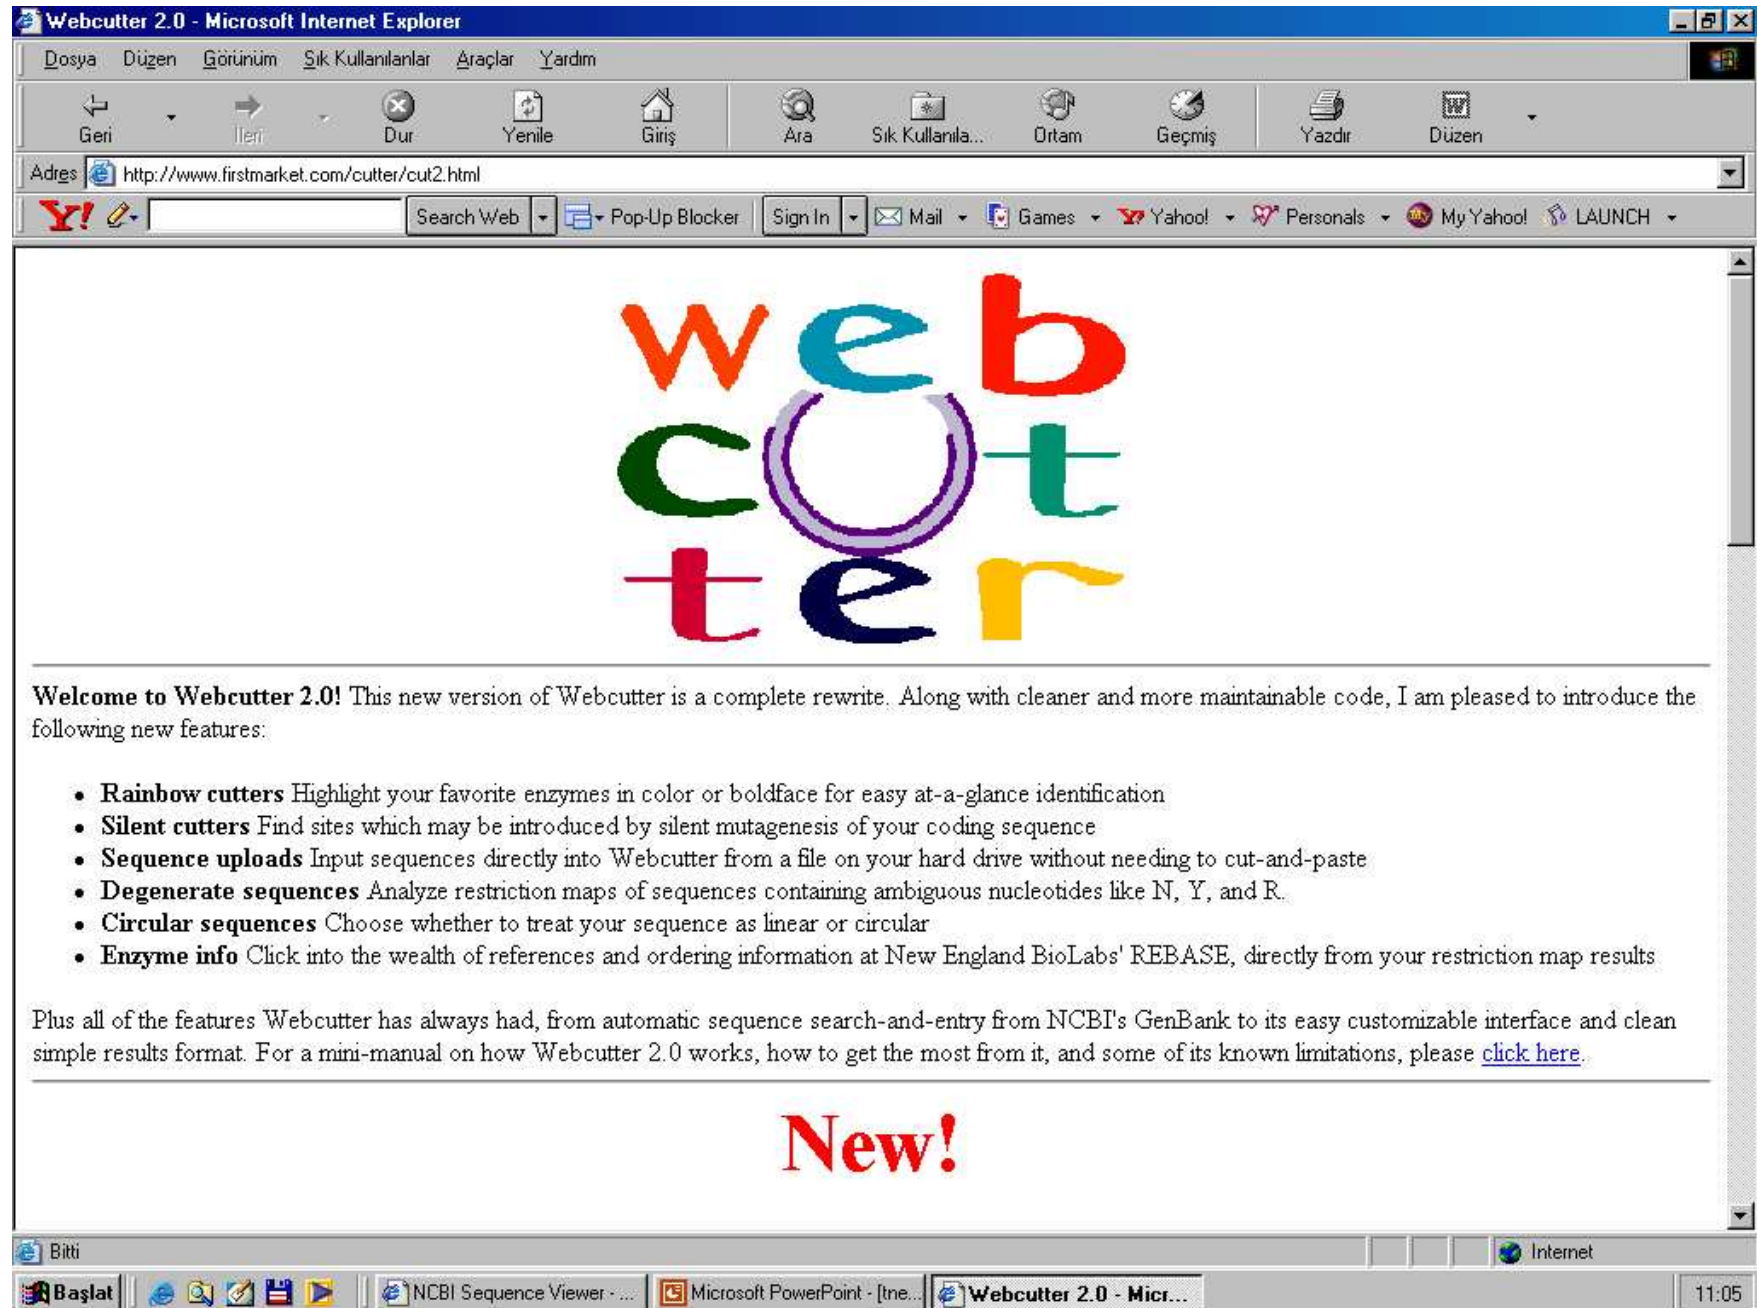 Webcutter 2.0 - Microsoft Internet Explorer
Dosya Düzen Görünüm Sık Kullanılanlar Araçlar Yardım
Geri İleri Dur Yenile Giriş Ara Sık Kullanıla... Ortam Geçmiş Yazdır Düzen
Adres http://www.firstmarket.com/cutter/cut2.html
Y! Search Web Pop-Up Blocker Sign In Mail Games Yahoo! Personals My Yahoo! LAUNCH
web
cut
ter
Welcome to Webcutter 2.0! This new version of Webcutter is a complete rewrite. Along with cleaner and more maintainable code, I am pleased to introduce the
following new features:
• Rainbow cutters Highlight your favorite enzymes in color or boldface for easy at-a-glance identification
• Silent cutters Find sites which may be introduced by silent mutagenesis of your coding sequence
• Sequence uploads Input sequences directly into Webcutter from a file on your hard drive without needing to cut-and-paste
• Degenerate sequences Analyze restriction maps of sequences containing ambiguous nucleotides like N, Y, and R.
• Circular sequences Choose whether to treat your sequence as linear or circular
• Enzyme info Click into the wealth of references and ordering information at New England BioLabs' REBASE, directly from your restriction map results
Plus all of the features Webcutter has always had, from automatic sequence search-and-entry from NCBI's GenBank to its easy customizable interface and clean
simple results format. For a mini-manual on how Webcutter 2.0 works, how to get the most from it, and some of its known limitations, please click here.
New!
Bitti Internet
Başlat NCBI Sequence Viewer - ... Microsoft PowerPoint - [tne... Webcutter 2.0 - Micr... 11:05